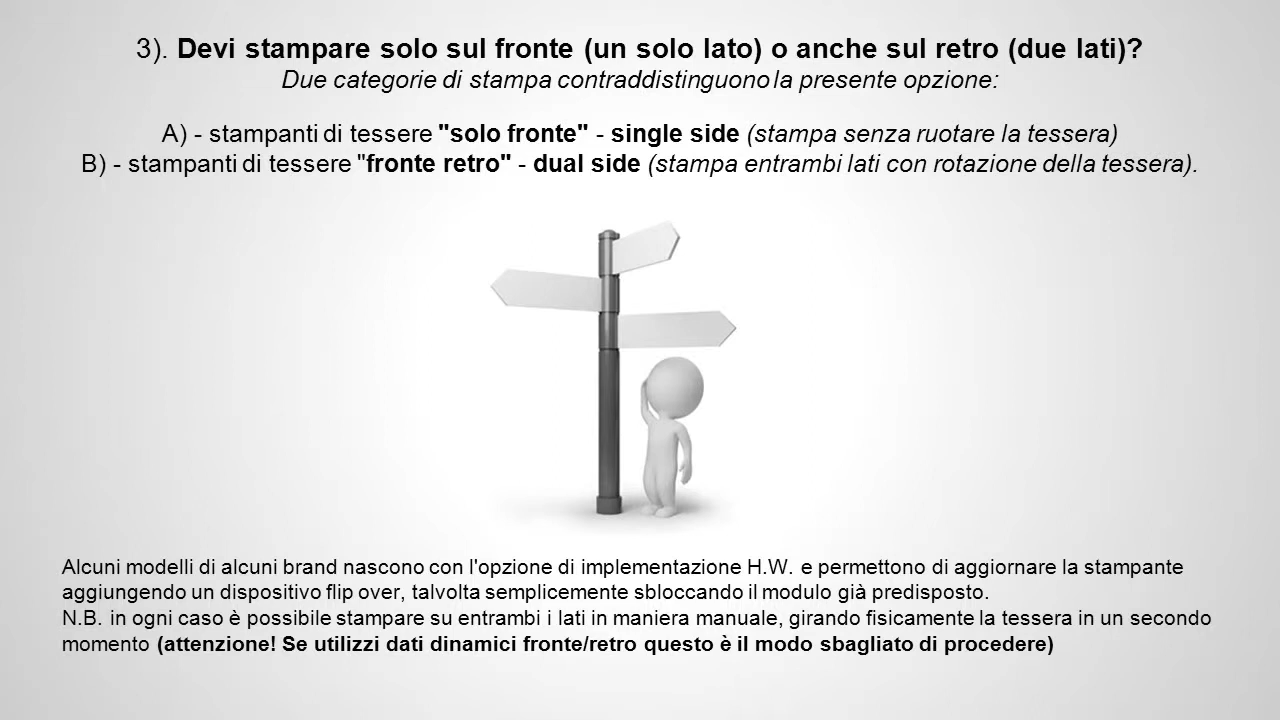 3). Devi stampare solo sul fronte (un solo lato) o anche sul retro (due lati)?
Due categorie di stampa contraddistinguono la presente opzione:
A) - stampanti di tessere "solo fronte" - single side (stampa senza ruotare la tessera)
B) - stampanti di tessere "fronte retro" - dual side (stampa entrambi lati con rotazione della tessera).
Alcuni modelli di alcuni brand nascono con l'opzione di implementazione H.W. e permettono di aggiornare la stampante
aggiungendo un dispositivo flip over, talvolta semplicemente sbloccando il modulo già predisposto.
N.B. in ogni caso è possibile stampare su entrambi i lati in maniera manuale, girando fisicamente la tessera in un secondo
momento (attenzione! Se utilizzi dati dinamici fronte/retro questo è il modo sbagliato di procedere)